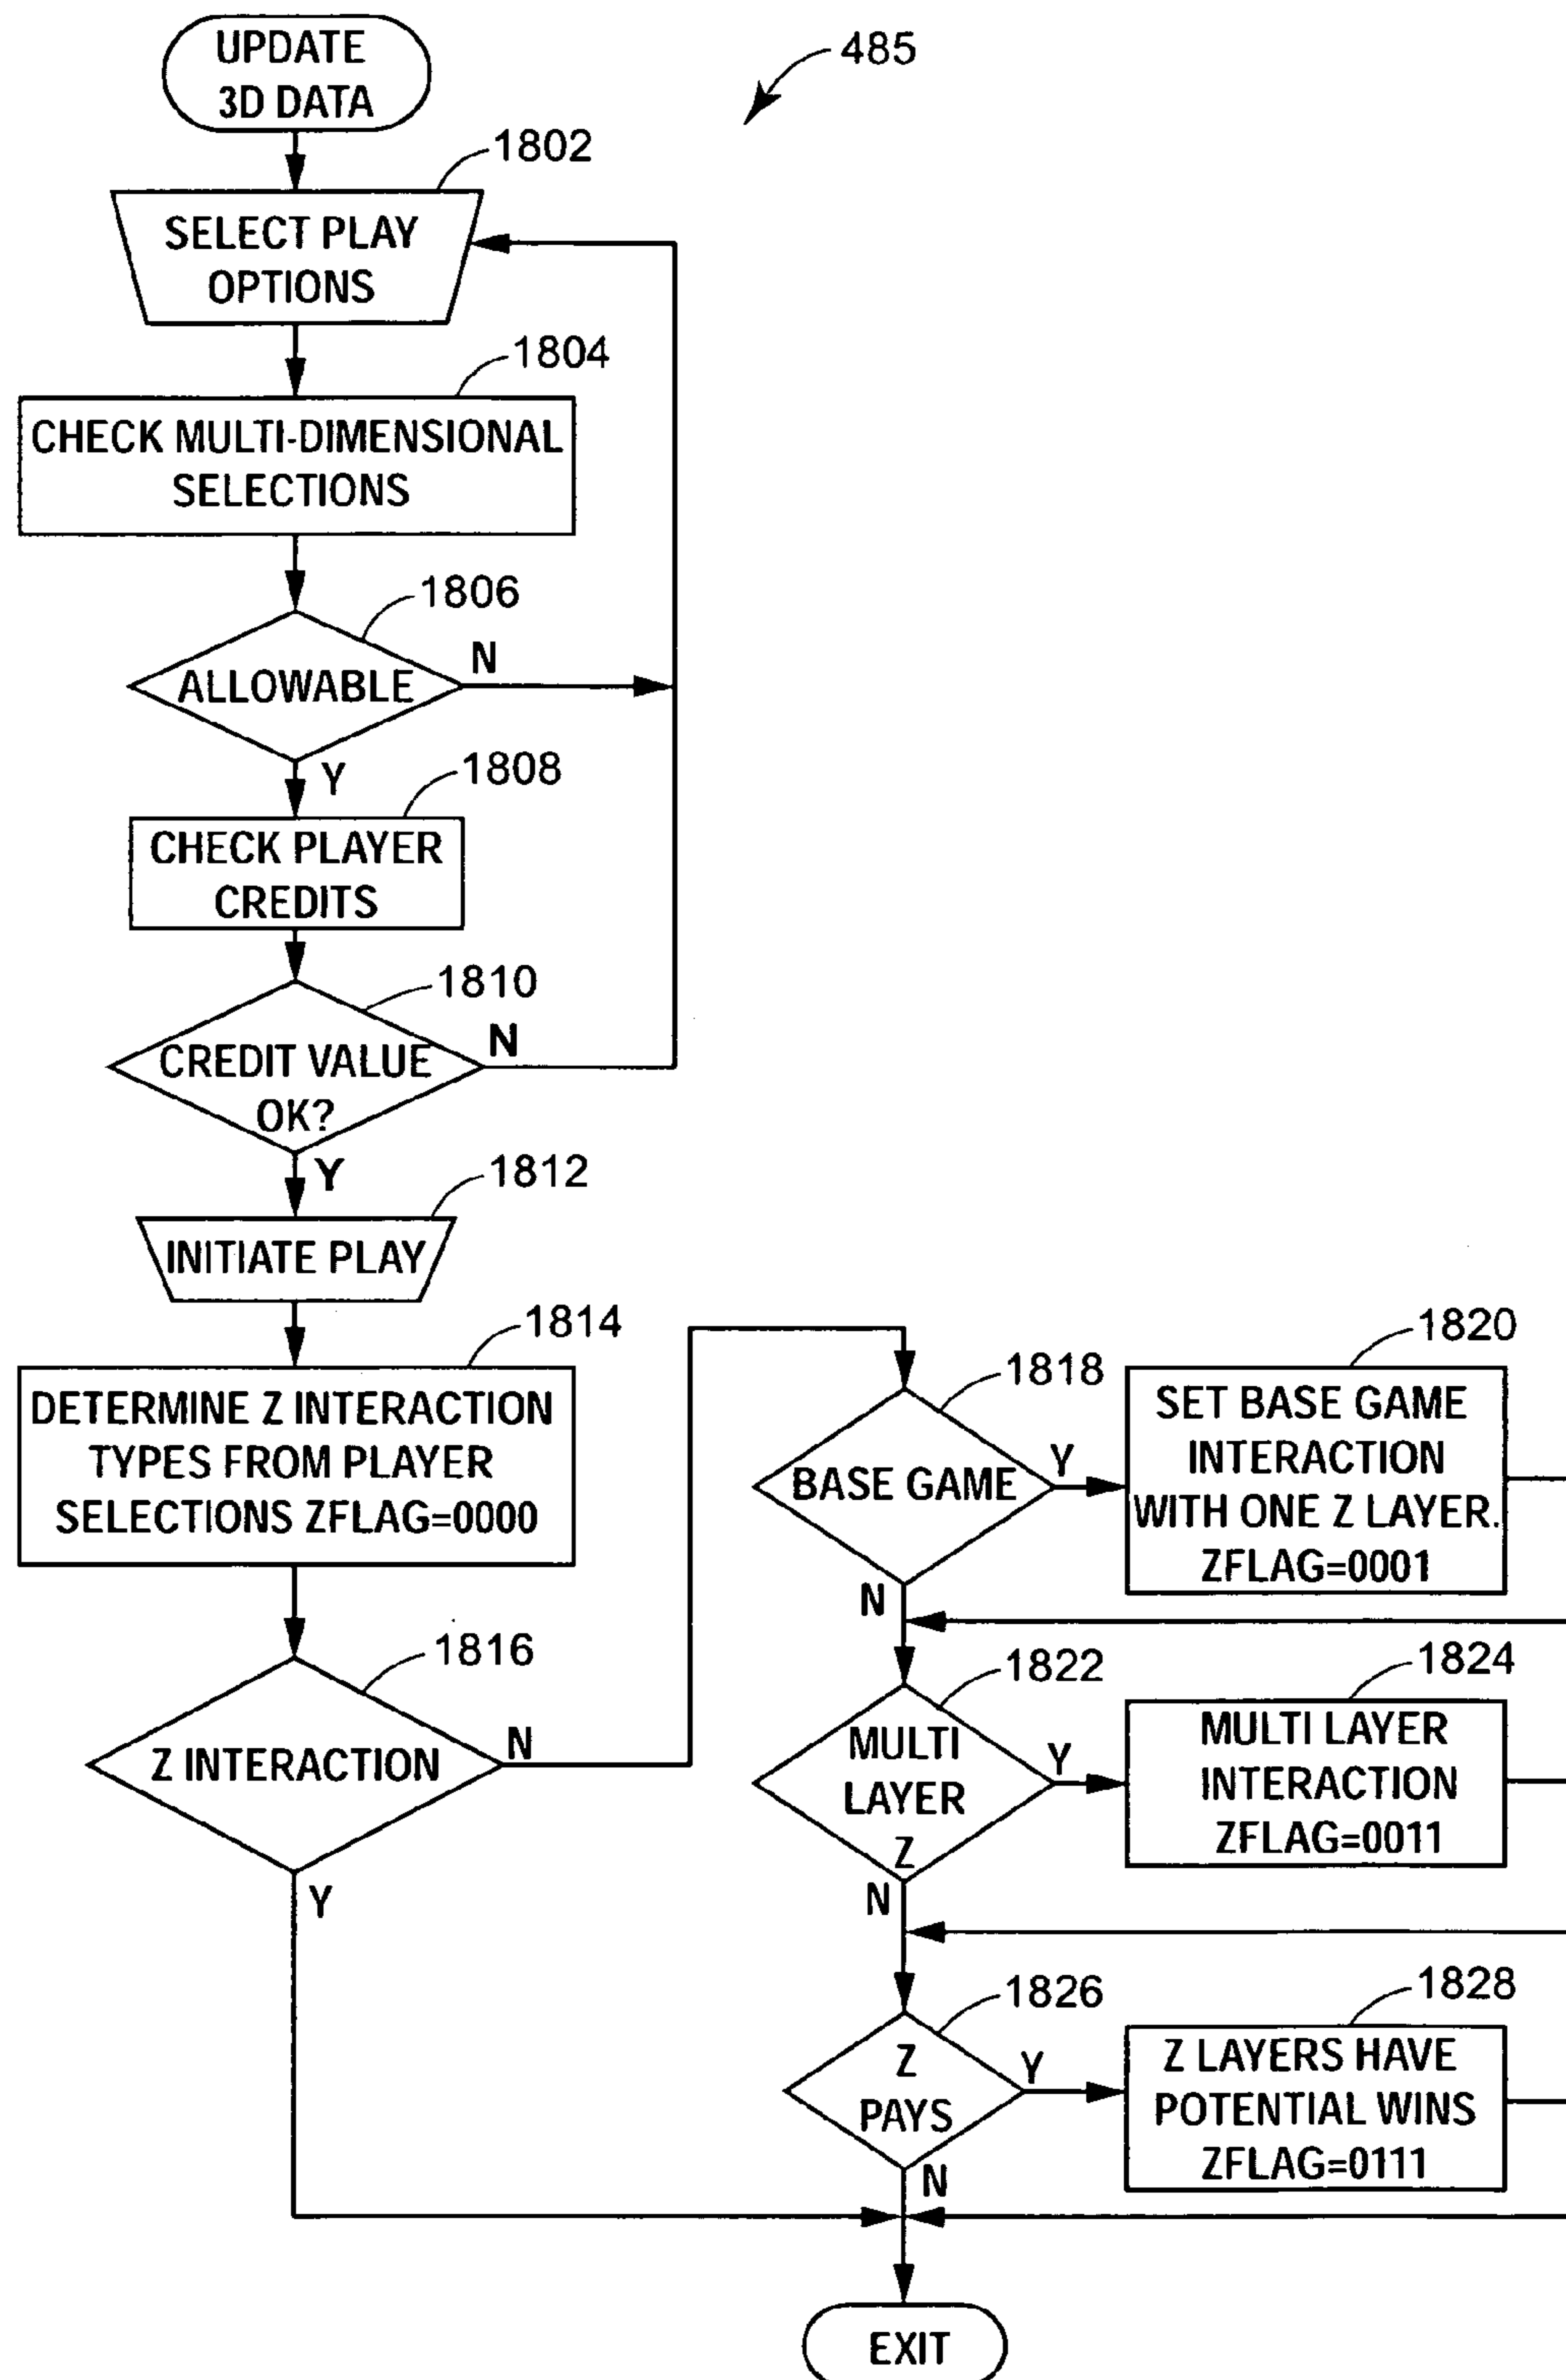 UPDATE
3D DATA
485
1802
SELECT PLAY
OPTIONS
1804
CHECK MULTI-DIMENSIONAL
SELECTIONS
1806
ALLOWABLE
N
Y
1808
CHECK PLAYER
CREDITS
1810
CREDIT VALUE
OK?
N
Y
1812
INITIATE PLAY
1814
DETERMINE Z INTERACTION
TYPES FROM PLAYER
SELECTIONS ZFLAG=0000
1816
Z INTERACTION
N
Y
1818
BASE GAME
Y
N
1820
SET BASE GAME
INTERACTION
WITH ONE Z LAYER.
ZFLAG=0001
1822
MULTI
LAYER
Z
Y
N
1824
MULTI LAYER
INTERACTION
ZFLAG=0011
1826
Z
PAYS
Y
N
1828
Z LAYERS HAVE
POTENTIAL WINS
ZFLAG=0111
EXIT